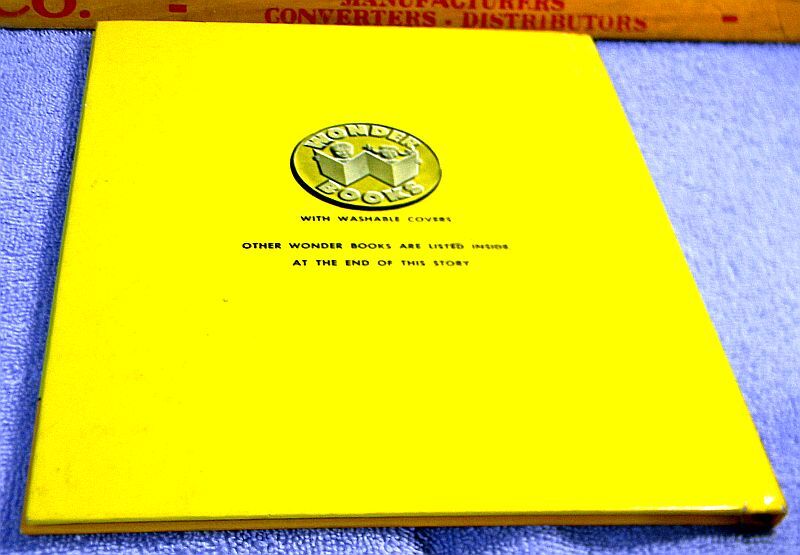 CO. - MANUFACTURERS
CONVERTERS - DISTRIBUTORS -
WONDER
BOOKS
WITH WASHABLE COVERS
OTHER WONDER BOOKS ARE LISTED INSIDE
AT THE END OF THIS STORY